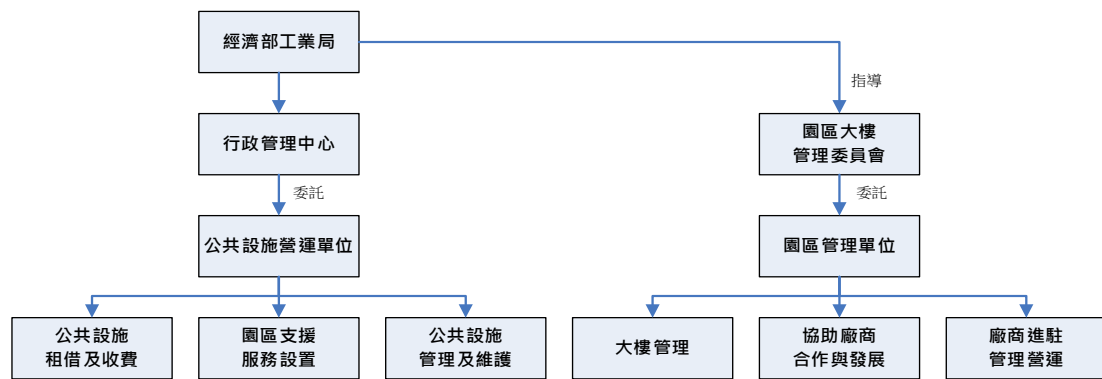 經濟部工業局
指導
行政管理中心
園區大樓
管理委員會
委託
委託
公共設施營運單位
園區管理單位
公共設施
租借及收費
園區支援
服務設置
公共設施
管理及維護
大樓管理
協助廠商
合作與發展
廠商進駐
管理營運